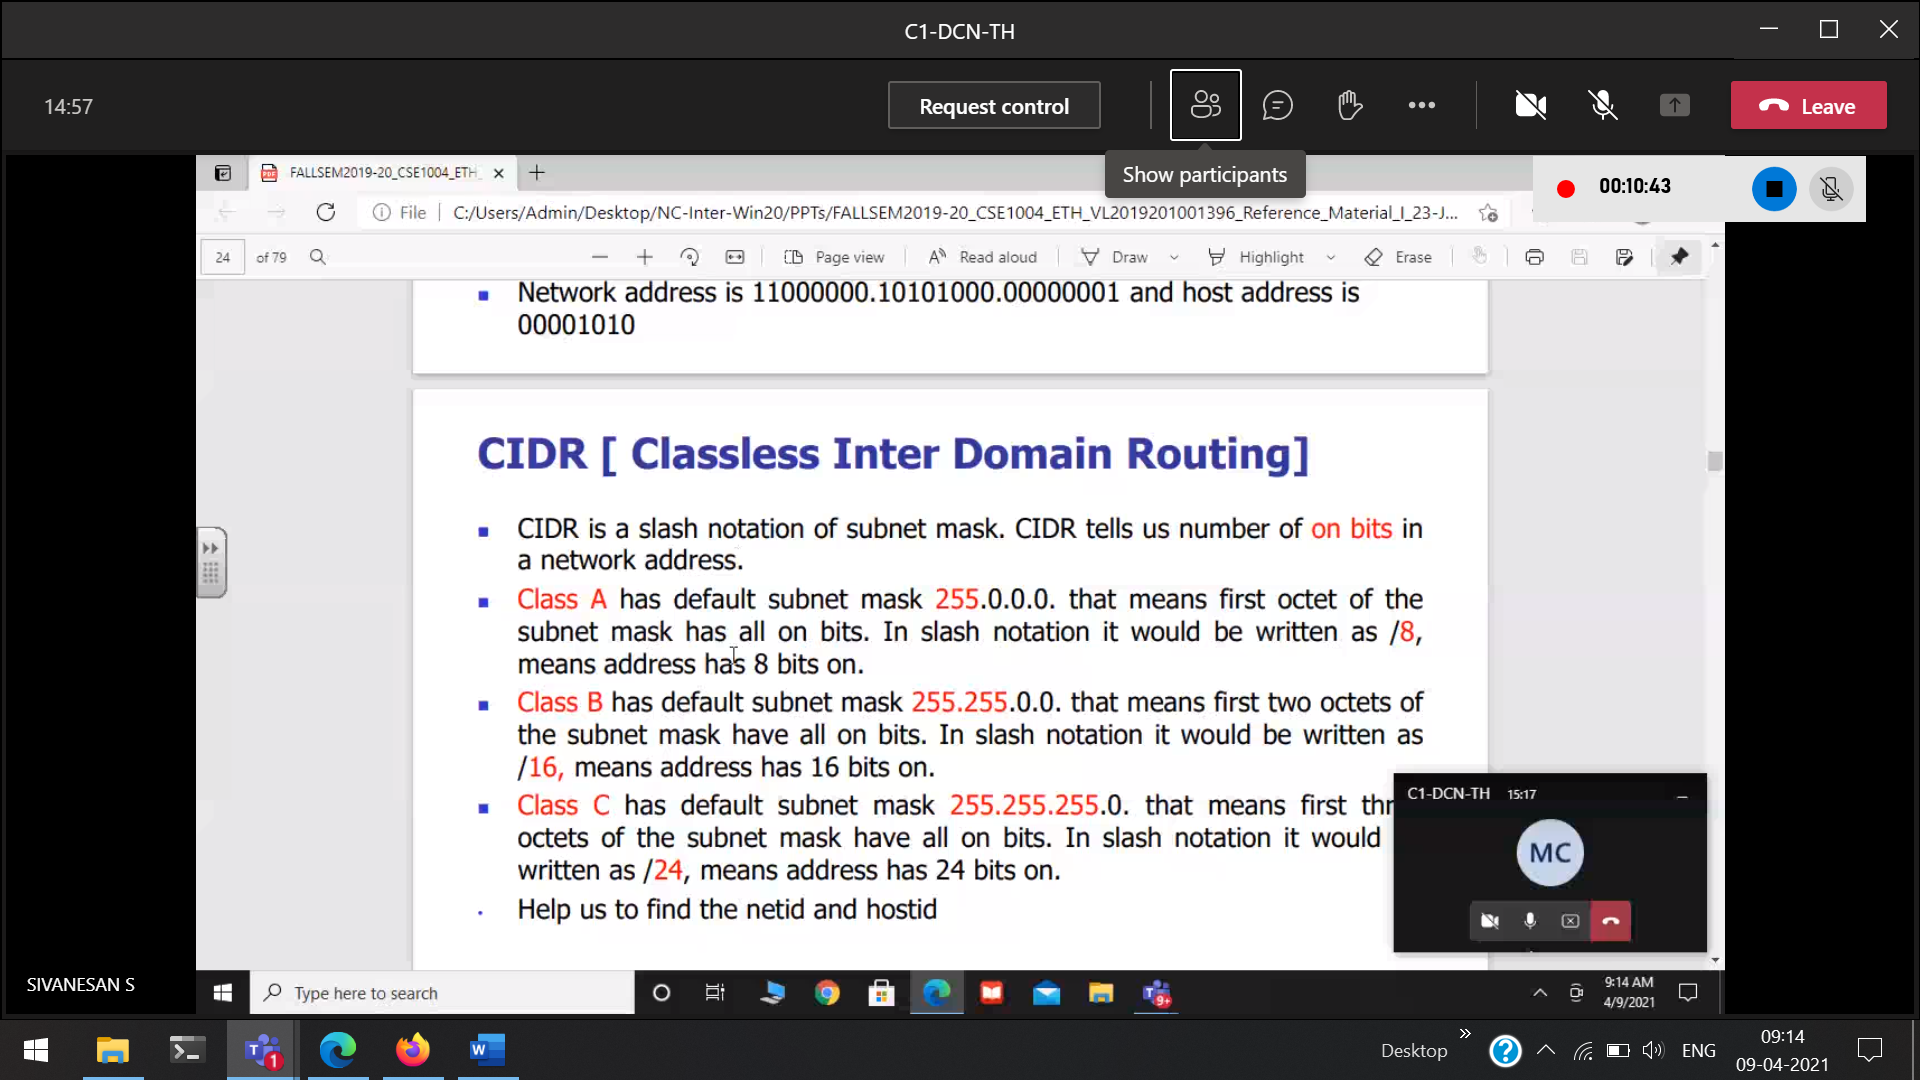 C1-DCN-TH
14:57
Request control
Leave
Show participants
FALLSEM2019-20_CSE1004_ETH_
00:10:43
File
C:/Users/Admin/Desktop/NC-Inter-Win20/PPTs/FALLSEM2019-20_CSE1004_ETH_VL2019201001396_Reference_Material_I_23-J...
24 of 79
Page view
Read aloud
Draw
Highlight
Erase
Network address is 11000000.10101000.00000001 and host address is
00001010
CIDR [ Classless Inter Domain Routing]
CIDR is a slash notation of subnet mask. CIDR tells us number of on bits in
a network address.
Class A has default subnet mask 255.0.0.0. that means first octet of the
subnet mask has all on bits. In slash notation it would be written as /8,
means address has 8 bits on.
Class B has default subnet mask 255.255.0.0. that means first two octets of
the subnet mask have all on bits. In slash notation it would be written as
/16, means address has 16 bits on.
Class C has default subnet mask 255.255.255.0. that means first thr
octets of the subnet mask have all on bits. In slash notation it would
written as /24, means address has 24 bits on.
Help us to find the netid and hostid
C1-DCN-TH 15:17
MC
SIVANESAN S
Type here to search
9+
9:14 AM
4/9/2021
1
Desktop
ENG
09:14
09-04-2021